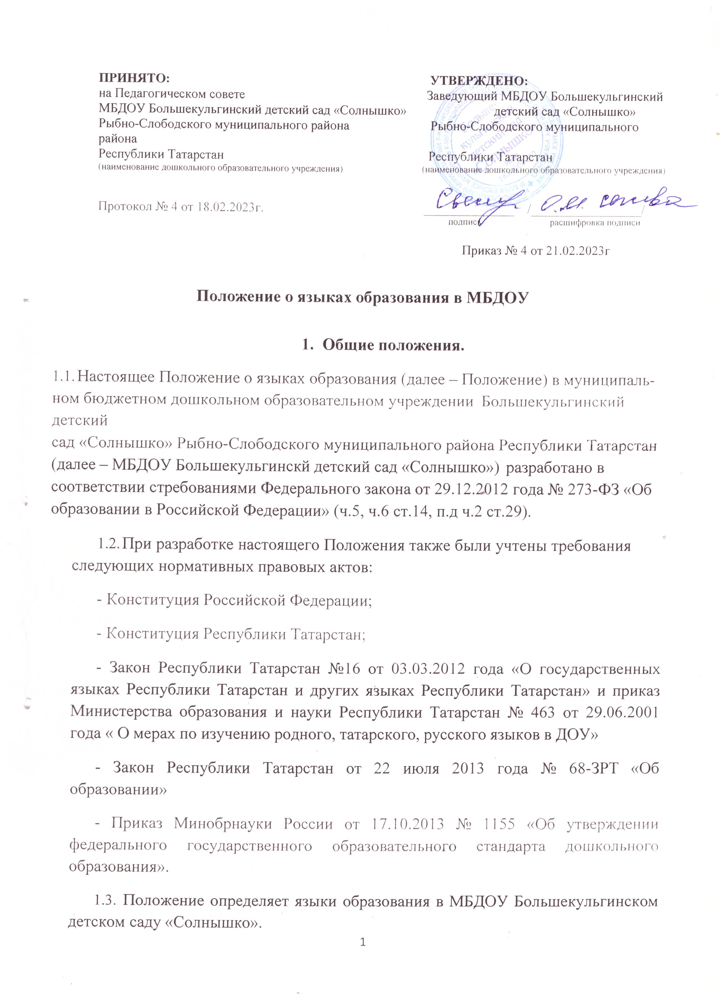 ПРИНЯТО:
на Педагогическом совете
МБДОУ Большекульгинский детский сад «Солнышко»
Рыбно-Слободского муниципального района
района
Республики Татарстан
(наименование дошкольного образовательного учреждения)
Протокол № 4 от 18.02.2023г.
УТВЕРЖДЕНО:
Заведующий МБДОУ Большекульгинский
детский сад «Солнышко»
Рыбно-Слободского муниципального
Республики Татарстан
(наименование дошкольного образовательного учреждения)
/ /
подпись расшифровка подписи
Приказ № 4 от 21.02.2023г
Больше-
кульгинский
детский сад
«Солнышко»
Положение о языках образования в МБДОУ
1. Общие положения.
1.1. Настоящее Положение о языках образования (далее – Положение) в муниципаль-
ном бюджетном дошкольном образовательном учреждении Большекульгинский
детский
сад «Солнышко» Рыбно-Слободского муниципального района Республики Татарстан
(далее – МБДОУ Большекульгинскй детский сад «Солнышко») разработано в
соответствии стребованиями Федерального закона от 29.12.2012 года № 273-ФЗ «Об
образовании в Российской Федерации» (ч.5, ч.6 ст.14, п.д ч.2 ст.29).
1.2. При разработке настоящего Положения также были учтены требования
следующих нормативных правовых актов:
- Конституция Российской Федерации;
- Конституция Республики Татарстан;
- Закон Республики Татарстан №16 от 03.03.2012 года «О государственных
языках Республики Татарстан и других языках Республики Татарстан» и приказ
Министерства образования и науки Республики Татарстан № 463 от 29.06.2001
года « О мерах по изучению родного, татарского, русского языков в ДОУ»
- Закон Республики Татарстан от 22 июля 2013 года № 68-ЗРТ «Об
образовании»
- Приказ Минобрнауки России от 17.10.2013 № 1155 «Об утверждении
федерального государственного образовательного стандарта дошкольного
образования».
1.3. Положение определяет языки образования в МБДОУ Большекульгинском
детском саду «Солнышко».
1